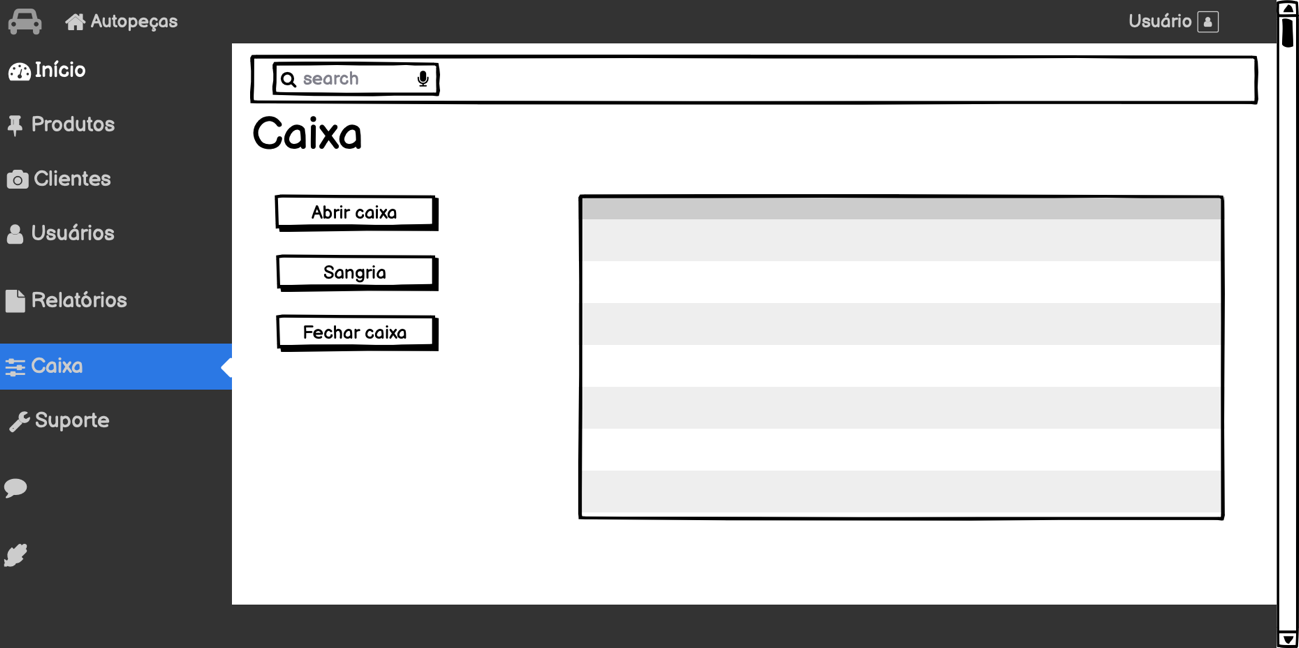 Autopeças
Usuário
Início
Produtos
Clientes
Usuários
Relatórios
Caixa
Suporte
search
Caixa
Abrir caixa
Sangria
Fechar caixa